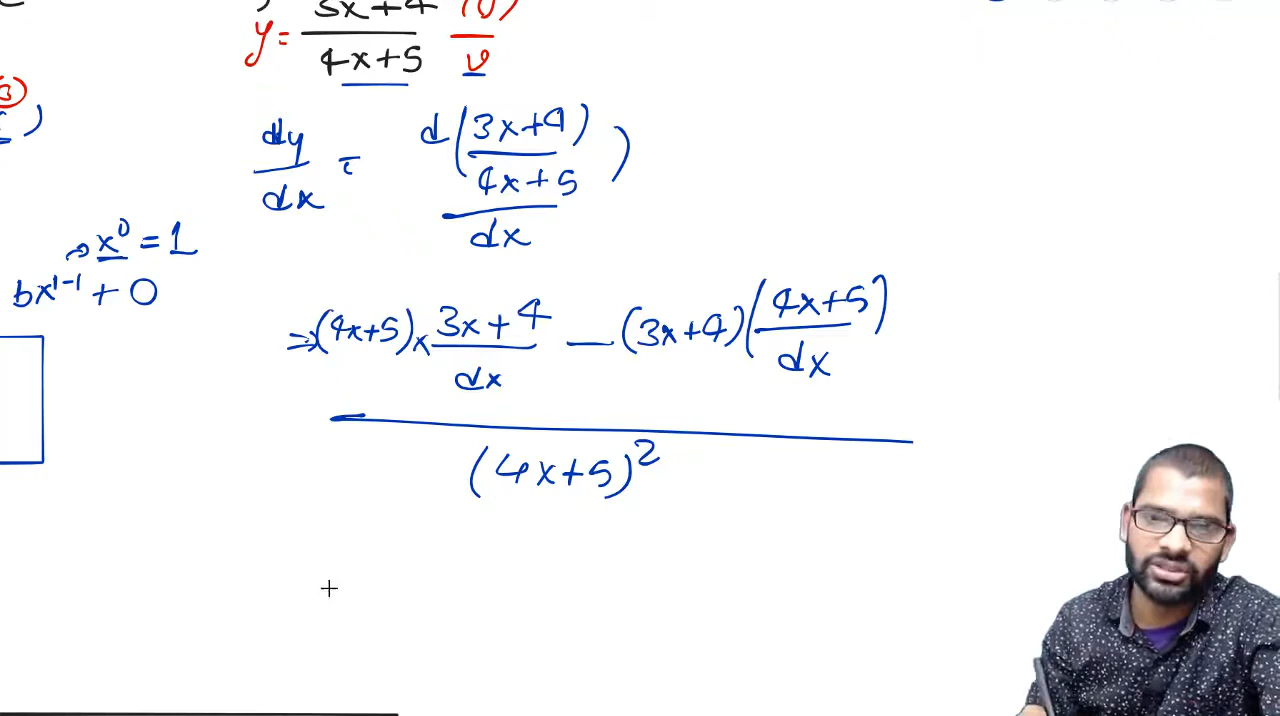 y = 3x+4 / 4x+5 (u) / v
3)
)
dy/dx = d(3x+4 / 4x+5) / dx
→ x⁰ = 1
bx¹⁻¹ + 0
⇒ (4x+5) × 3x+4 / dx — (3x+4) (4x+5 / dx)
(4x+5)²